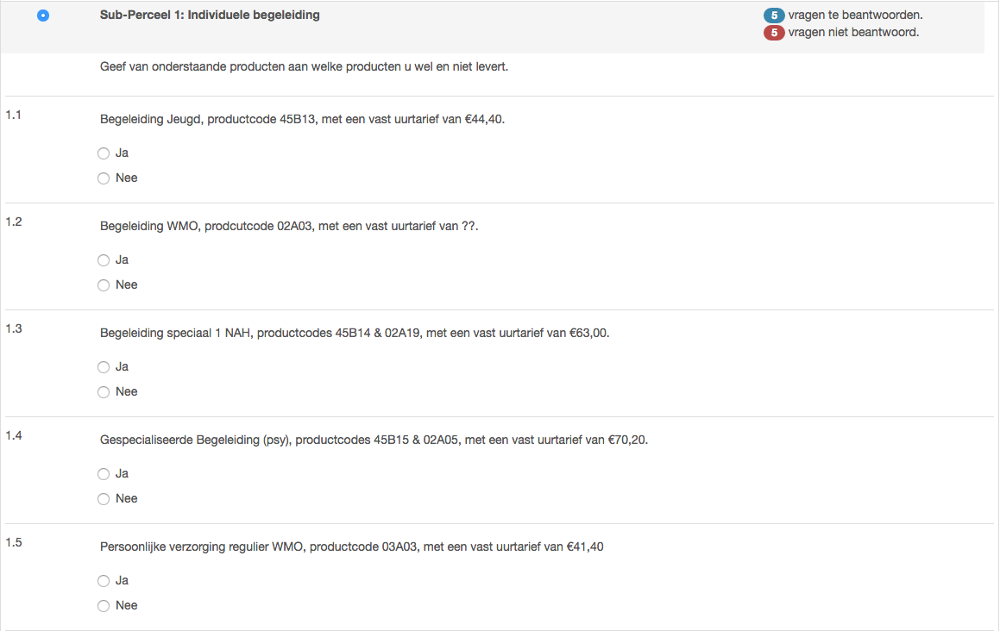 Sub-Perceel 1: Individuele begeleiding
5 vragen te beantwoorden.
5 vragen niet beantwoord.
Geef van onderstaande producten aan welke producten u wel en niet levert.
1.1 Begeleiding Jeugd, productcode 45B13, met een vast uurtarief van €44,40.
Ja
Nee
1.2 Begeleiding WMO, prodcutcode 02A03, met een vast uurtarief van ??.
Ja
Nee
1.3 Begeleiding speciaal 1 NAH, productcodes 45B14 & 02A19, met een vast uurtarief van €63,00.
Ja
Nee
1.4 Gespecialiseerde Begeleiding (psy), productcodes 45B15 & 02A05, met een vast uurtarief van €70,20.
Ja
Nee
1.5 Persoonlijke verzorging regulier WMO, productcode 03A03, met een vast uurtarief van €41,40
Ja
Nee